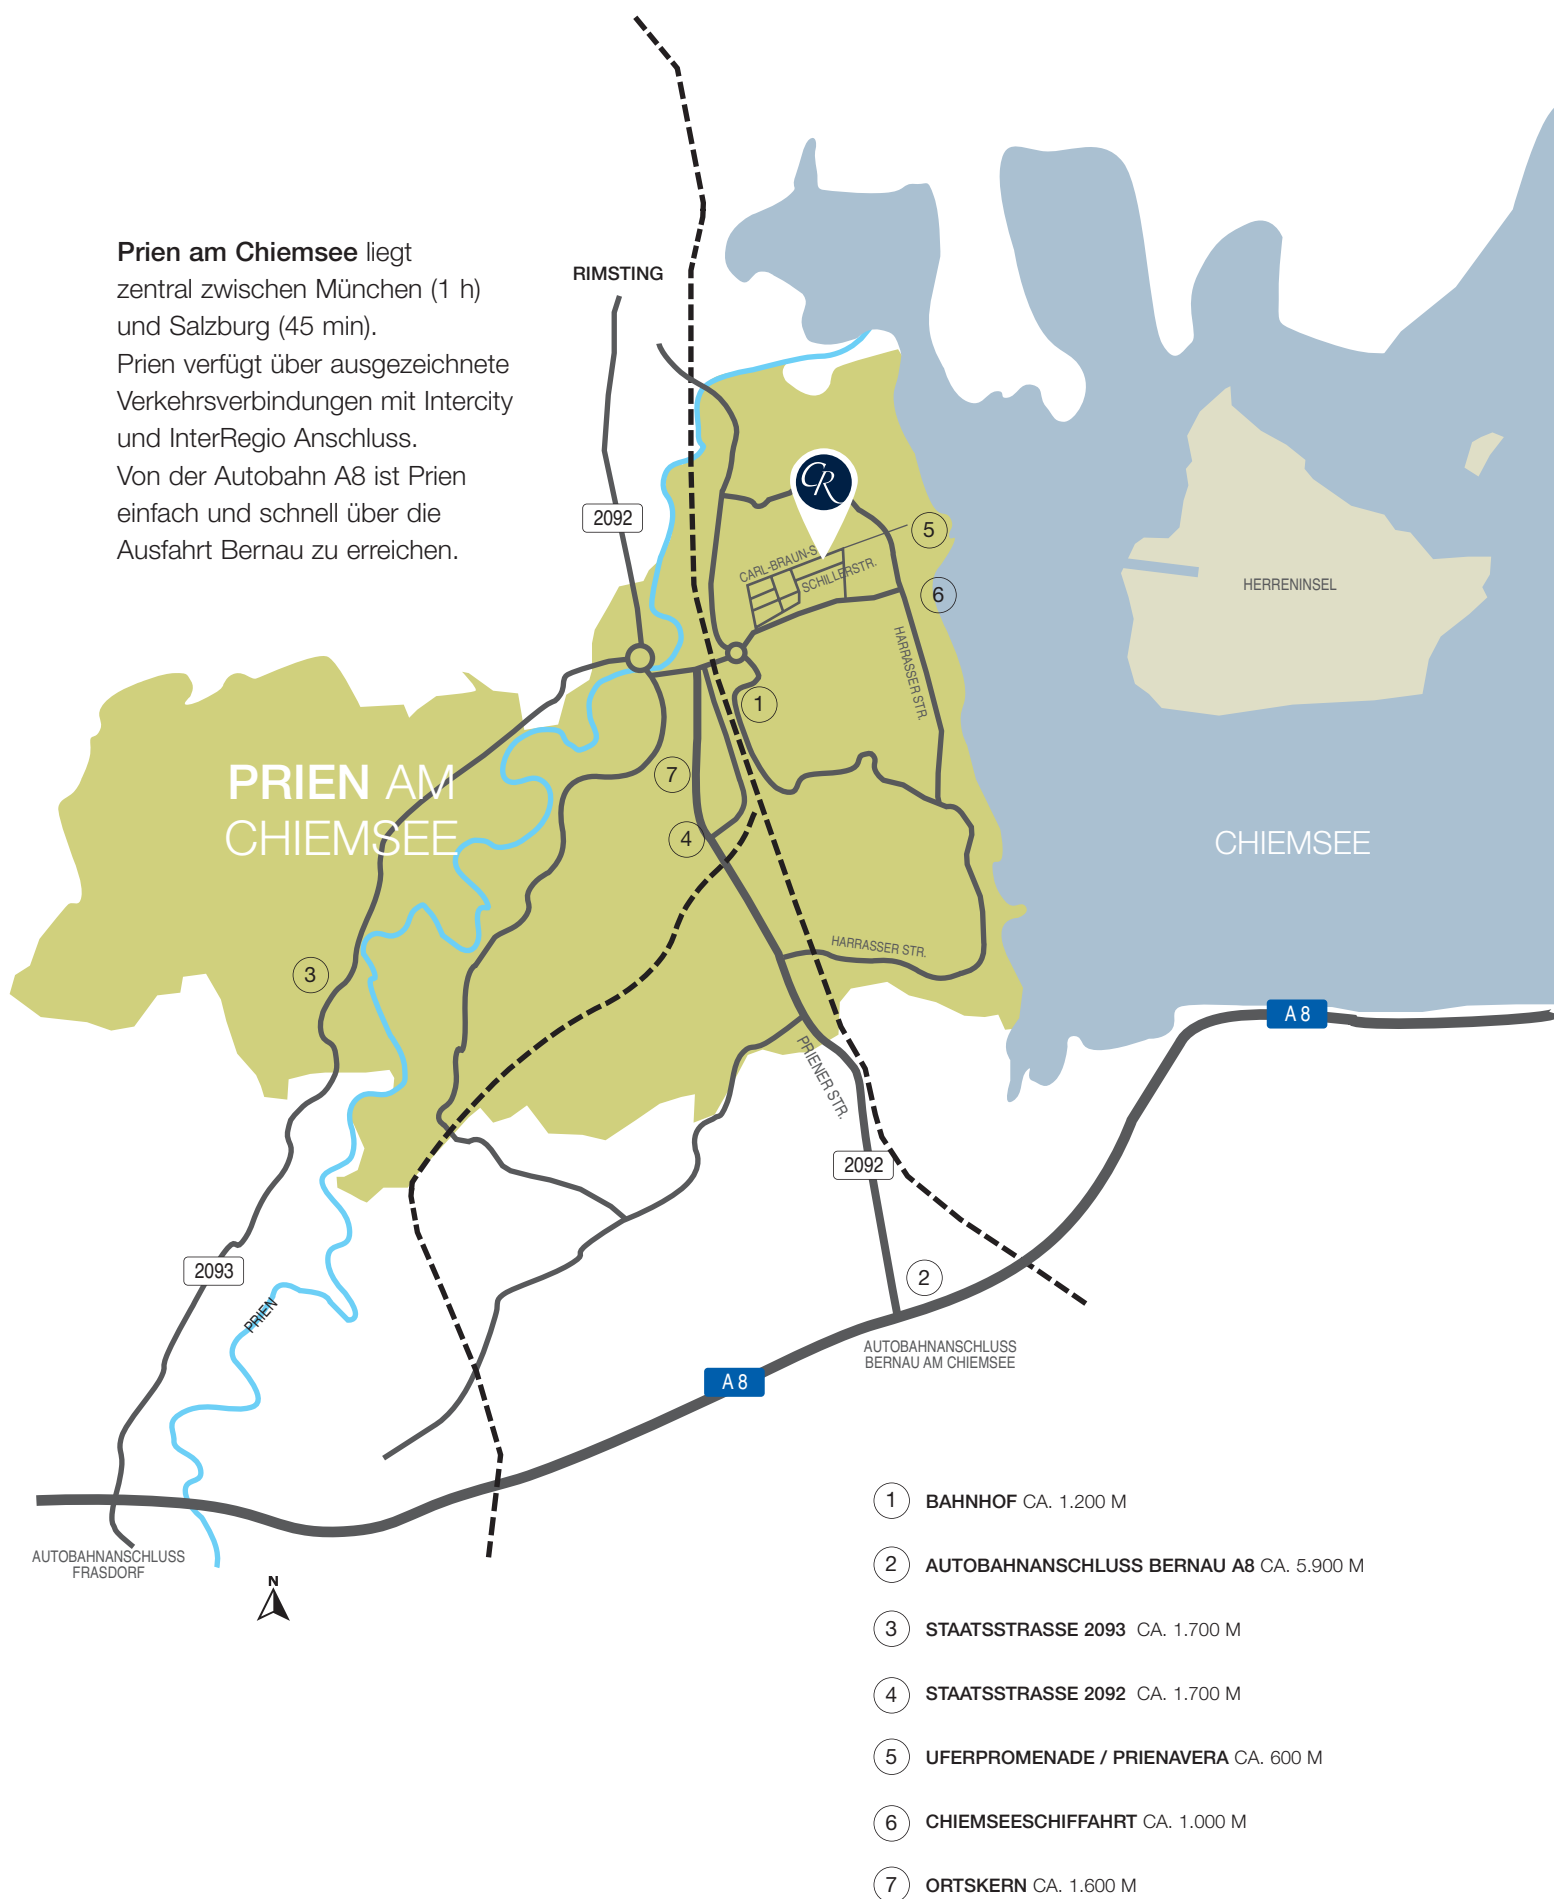 Prien am Chiemsee liegt
zentral zwischen München (1 h)
und Salzburg (45 min).
Prien verfügt über ausgezeichnete
Verkehrsverbindungen mit Intercity
und InterRegio Anschluss.
Von der Autobahn A8 ist Prien
einfach und schnell über die
Ausfahrt Bernau zu erreichen.
RIMSTING
2092
CR
5
CARL-BRAUN-S
SCHILLERSTR.
6
HERRENINSEL
HARRASSER STR.
1
PRIEN AM
CHIEMSEE
7
4
CHIEMSEE
3
HARRASSER STR.
A 8
PRIENER STR.
2092
2093
2
PRIEN
AUTOBAHNANSCHLUSS
BERNAU AM CHIEMSEE
A 8
AUTOBAHNANSCHLUSS
FRASDORF
N
1 BAHNHOF CA. 1.200 M
2 AUTOBAHNANSCHLUSS BERNAU A8 CA. 5.900 M
3 STAATSSTRASSE 2093 CA. 1.700 M
4 STAATSSTRASSE 2092 CA. 1.700 M
5 UFERPROMENADE / PRIENAVERA CA. 600 M
6 CHIEMSEESCHIFFAHRT CA. 1.000 M
7 ORTSKERN CA. 1.600 M